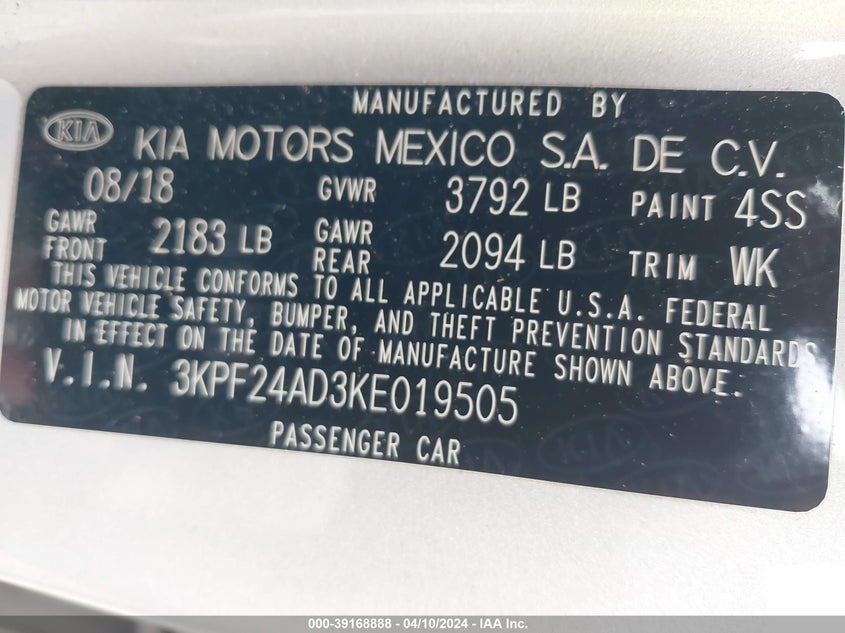 MANUFACTURED BY
KIA KIA MOTORS MEXICO S.A. DE C.V.
08/18 GVWR 3792 LB PAINT 4SS
GAWR FRONT 2183 LB GAWR REAR 2094 LB TRIM WK
THIS VEHICLE CONFORMS TO ALL APPLICABLE U.S.A. FEDERAL
MOTOR VEHICLE SAFETY, BUMPER, AND THEFT PREVENTION STANDARDS
IN EFFECT ON THE DATE OF MANUFACTURE SHOWN ABOVE.
V.I.N. 3KPF24AD3KE019505
PASSENGER CAR
000-39168888 - 04/10/2024 - IAA Inc.